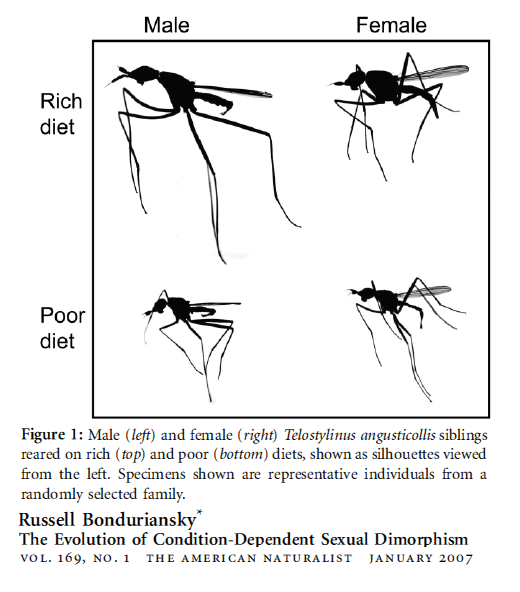 Male Female
Rich
diet
Poor
diet
Figure 1: Male (left) and female (right) Telostylinus angusticollis siblings
reared on rich (top) and poor (bottom) diets, shown as silhouettes viewed
from the left. Specimens shown are representative individuals from a
randomly selected family.
Russell Bonduriansky*
The Evolution of Condition-Dependent Sexual Dimorphism
VOL. 169, NO. 1 THE AMERICAN NATURALIST JANUARY 2007